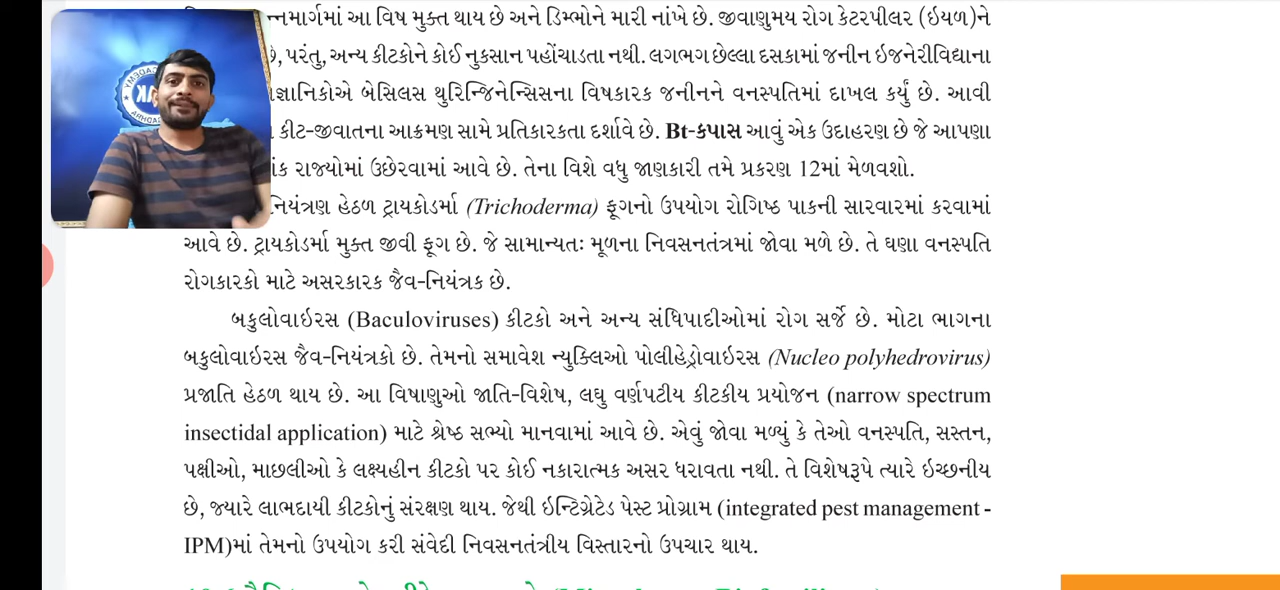 ન્નમાર્ગમાં આ વિષ મુક્ત થાય છે અને ડિમ્ભોને મારી નાંખે છે. જીવાણુમય રોગ કેટરપીલર (ઇયળ)ને
છે, પરંતુ, અન્ય કીટકોને કોઈ નુકસાન પહોંચાડતા નથી. લગભગ છેલ્લા દસકામાં જનીન ઇજનેરીવિદ્યાના
જ્ઞાનિકોએ બેસિલસ થુરિન્જિનેન્સિસના વિષકારક જનીનને વનસ્પતિમાં દાખલ કર્યું છે. આવી
કીટ-જીવાતના આક્રમણ સામે પ્રતિકારકતા દર્શાવે છે. Bt-કપાસ આવું એક ઉદાહરણ છે જે આપણા
ંક રાજ્યોમાં ઉછેરવામાં આવે છે. તેના વિશે વધુ જાણકારી તમે પ્રકરણ 12માં મેળવશો.
નિયંત્રણ હેઠળ ટ્રાયકોડર્મા (Trichoderma) ફૂગનો ઉપયોગ રોગિષ્ઠ પાકની સારવારમાં કરવામાં
આવે છે. ટ્રાયકોડર્મા મુક્ત જીવી ફૂગ છે. જે સામાન્યતઃ મૂળના નિવસનતંત્રમાં જોવા મળે છે. તે ઘણા વનસ્પતિ
રોગકારકો માટે અસરકારક જૈવ-નિયંત્રક છે.
બકુલોવાઇરસ (Baculoviruses) કીટકો અને અન્ય સંધિપાદીઓમાં રોગ સર્જે છે. મોટા ભાગના
બકુલોવાઇરસ જૈવ-નિયંત્રકો છે. તેમનો સમાવેશ ન્યુક્લિઓ પોલીહેડ્રોવાઇરસ (Nucleo polyhedrovirus)
પ્રજાતિ હેઠળ થાય છે. આ વિષાણુઓ જાતિ-વિશેષ, લઘુ વર્ણપટીય કીટકીય પ્રયોજન (narrow spectrum
insectidal application) માટે શ્રેષ્ઠ સભ્યો માનવામાં આવે છે. એવું જોવા મળ્યું કે તેઓ વનસ્પતિ, સસ્તન,
પક્ષીઓ, માછલીઓ કે લક્ષ્યહીન કીટકો પર કોઈ નકારાત્મક અસર ધરાવતા નથી. તે વિશેષરૂપે ત્યારે ઇચ્છનીય
છે, જ્યારે લાભદાયી કીટકોનું સંરક્ષણ થાય. જેથી ઇન્ટિગ્રેટેડ પેસ્ટ પ્રોગ્રામ (integrated pest management -
IPM)માં તેમનો ઉપયોગ કરી સંવેદી નિવસનતંત્રીય વિસ્તારનો ઉપચાર થાય.